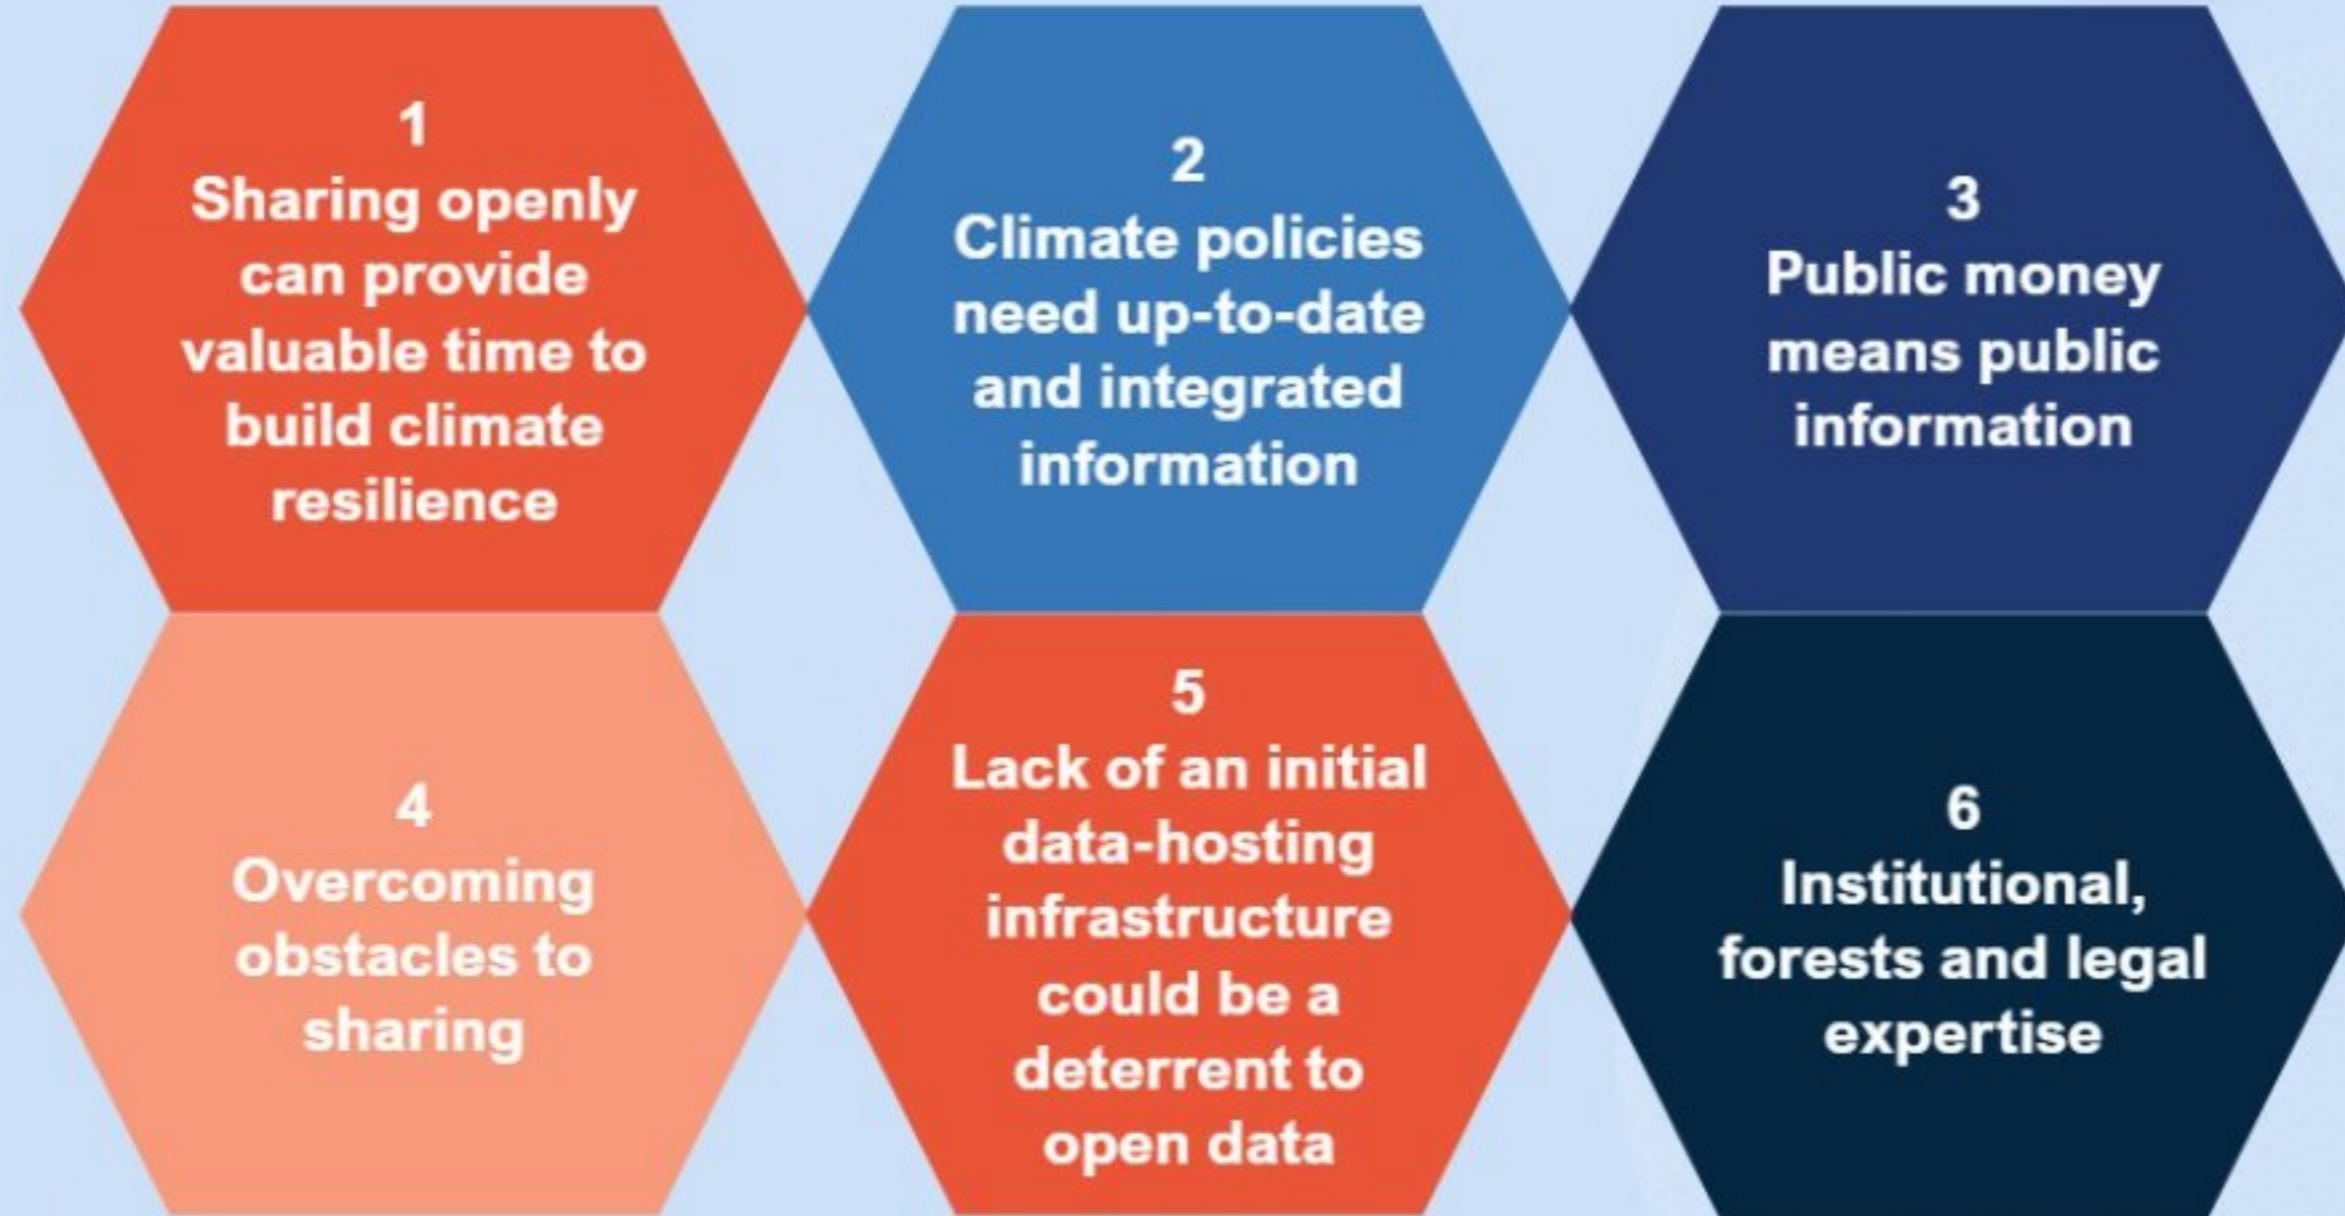 1
Sharing openly
can provide
valuable time to
build climate
resilience
2
Climate policies
need up-to-date
and integrated
information
3
Public money
means public
information
4
Overcoming
obstacles to
sharing
5
Lack of an initial
data-hosting
infrastructure
could be a
deterrent to
open data
6
Institutional,
forests and legal
expertise